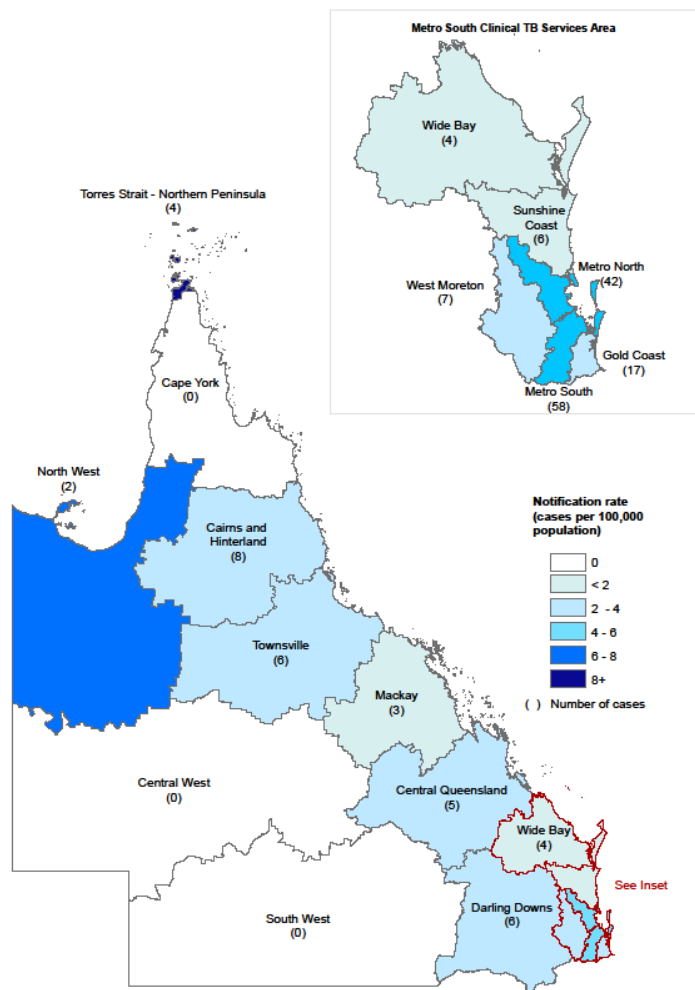 Metro South Clinical TB Services Area
Wide Bay
(4)
Sunshine
Coast
(6)
Metro North
(42)
West Moreton
(7)
Gold Coast
(17)
Metro South
(58)
Torres Strait - Northern Peninsula
(4)
Cape York
(0)
North West
(2)
Cairns and
Hinterland
(8)
Townsville
(6)
Mackay
(3)
Central West
(0)
Central Queensland
(5)
Wide Bay
(4)
See Inset
South West
(0)
Darling Downs
(6)
Notification rate
(cases per 100,000
population)
0
< 2
2 - 4
4 - 6
6 - 8
8+
( ) Number of cases